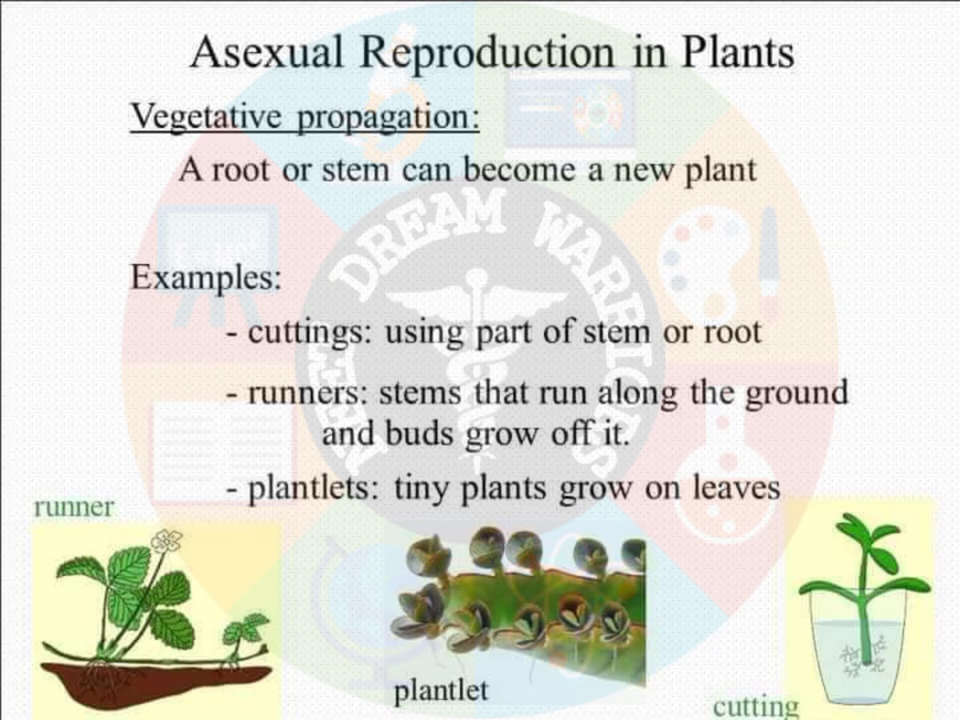 Asexual Reproduction in Plants
Vegetative propagation:
A root or stem can become a new plant
Examples:
- cuttings: using part of stem or root
- runners: stems that run along the ground
and buds grow off it.
- plantlets: tiny plants grow on leaves
runner
plantlet
cutting
DREAM WARRIORS